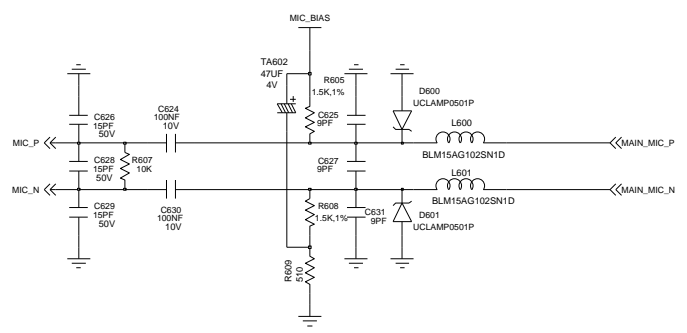 MIC_BIAS
TA602
47UF
4V
R605
1.5K,1%
D600
UCLAMP0501P
C626
15PF
50V
C624
100NF
10V
C625
9PF
L600
MIC_P
MAIN_MIC_P
BLM15AG102SN1D
C628
15PF
50V
R607
10K
C627
9PF
L601
MIC_N
MAIN_MIC_N
BLM15AG102SN1D
C629
15PF
50V
C630
100NF
10V
R608
1.5K,1%
C631
9PF
D601
UCLAMP0501P
R609
510